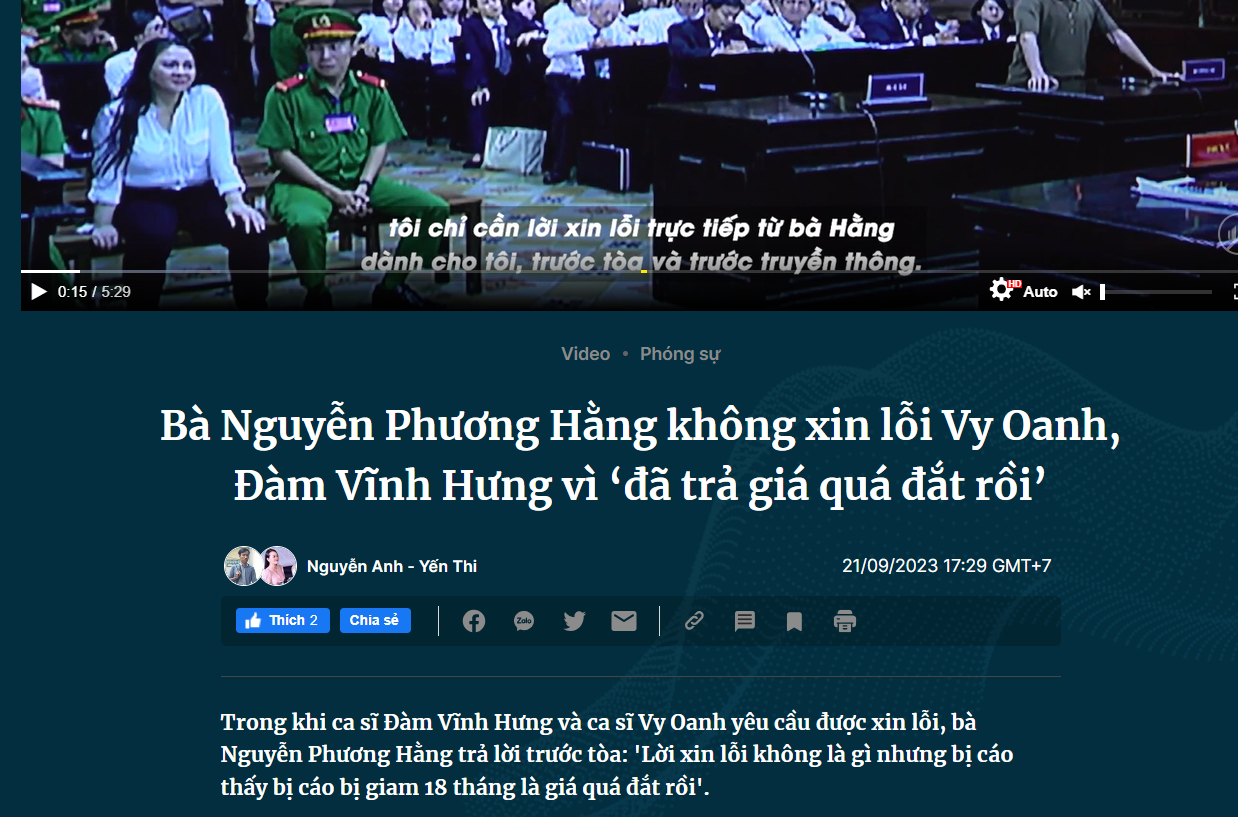 tôi chỉ cần lời xin lỗi trực tiếp từ bà Hằng
dành cho tôi, trước tòa và trước truyền thông.
0:15 / 5:29
HD
Auto
Video • Phóng sự
Bà Nguyễn Phương Hằng không xin lỗi Vy Oanh,
Đàm Vĩnh Hưng vì ‘đã trả giá quá đắt rồi’
Nguyễn Anh - Yến Thi
21/09/2023 17:29 GMT+7
Thích 2
Chia sẻ
Zalo
Trong khi ca sĩ Đàm Vĩnh Hưng và ca sĩ Vy Oanh yêu cầu được xin lỗi, bà
Nguyễn Phương Hằng trả lời trước tòa: 'Lời xin lỗi không là gì nhưng bị cáo
thấy bị cáo bị giam 18 tháng là giá quá đắt rồi'.